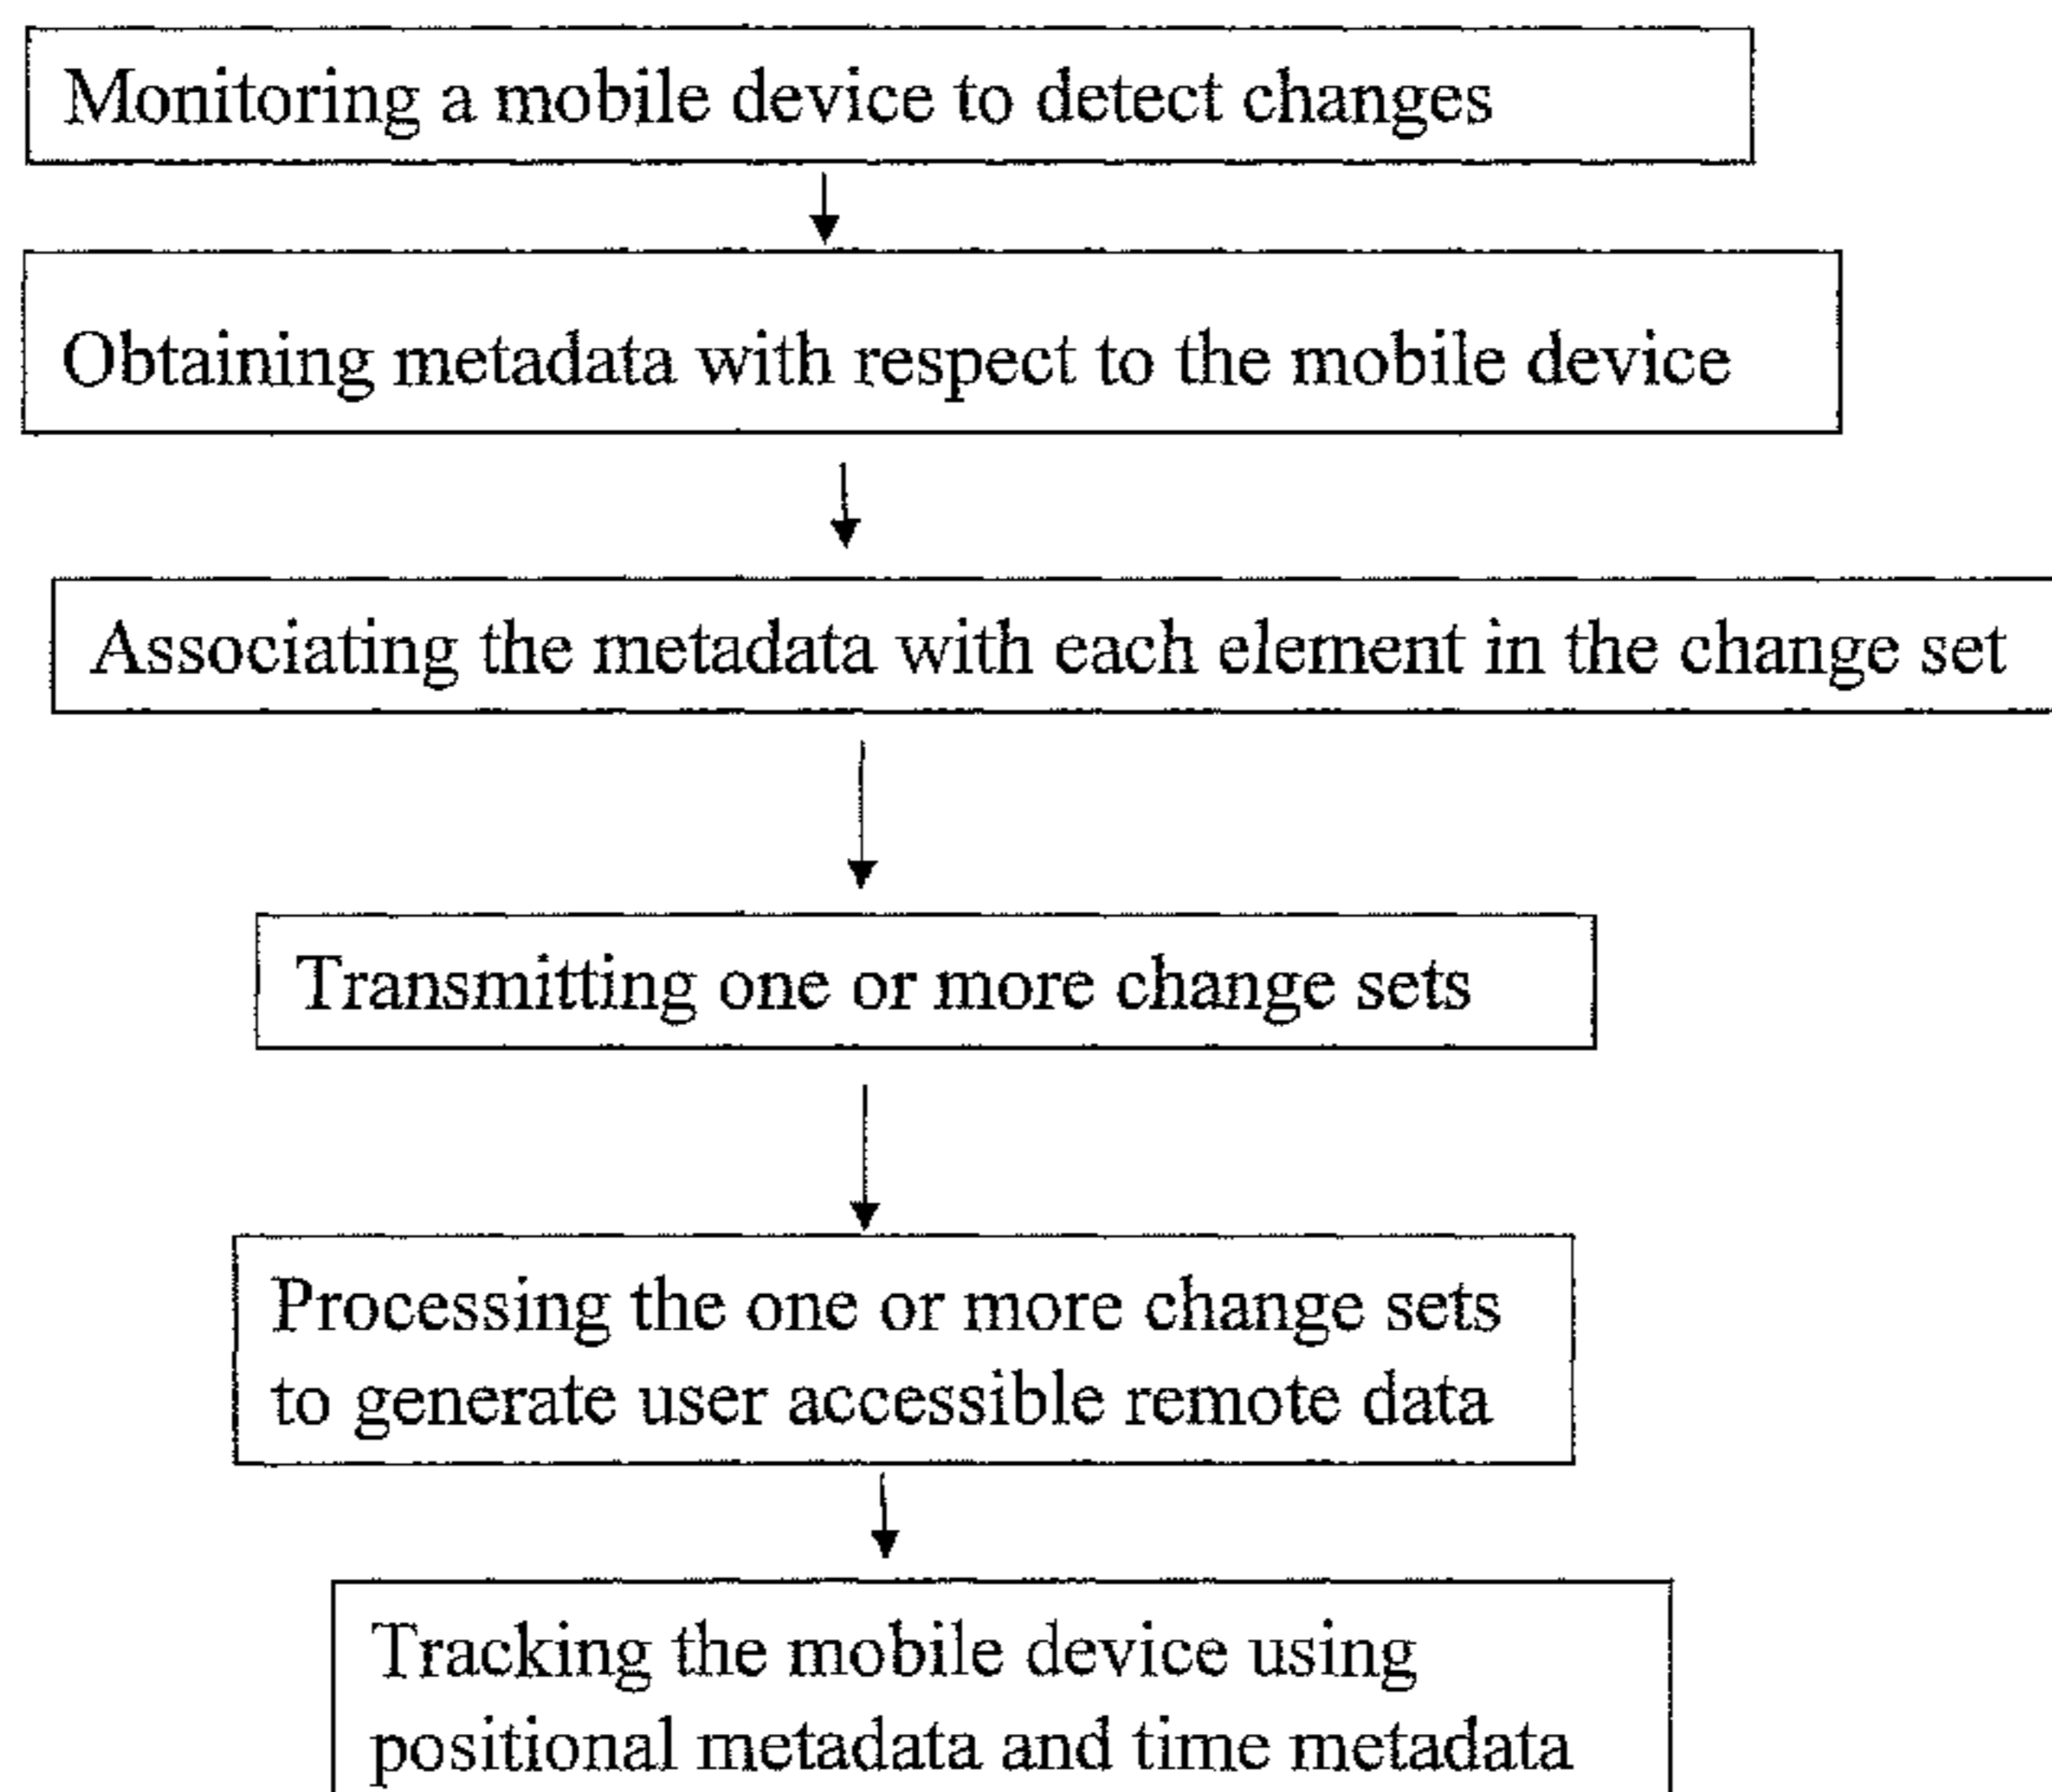 Monitoring a mobile device to detect changes
Obtaining metadata with respect to the mobile device
Associating the metadata with each element in the change set
Transmitting one or more change sets
Processing the one or more change sets
to generate user accessible remote data
Tracking the mobile device using
positional metadata and time metadata